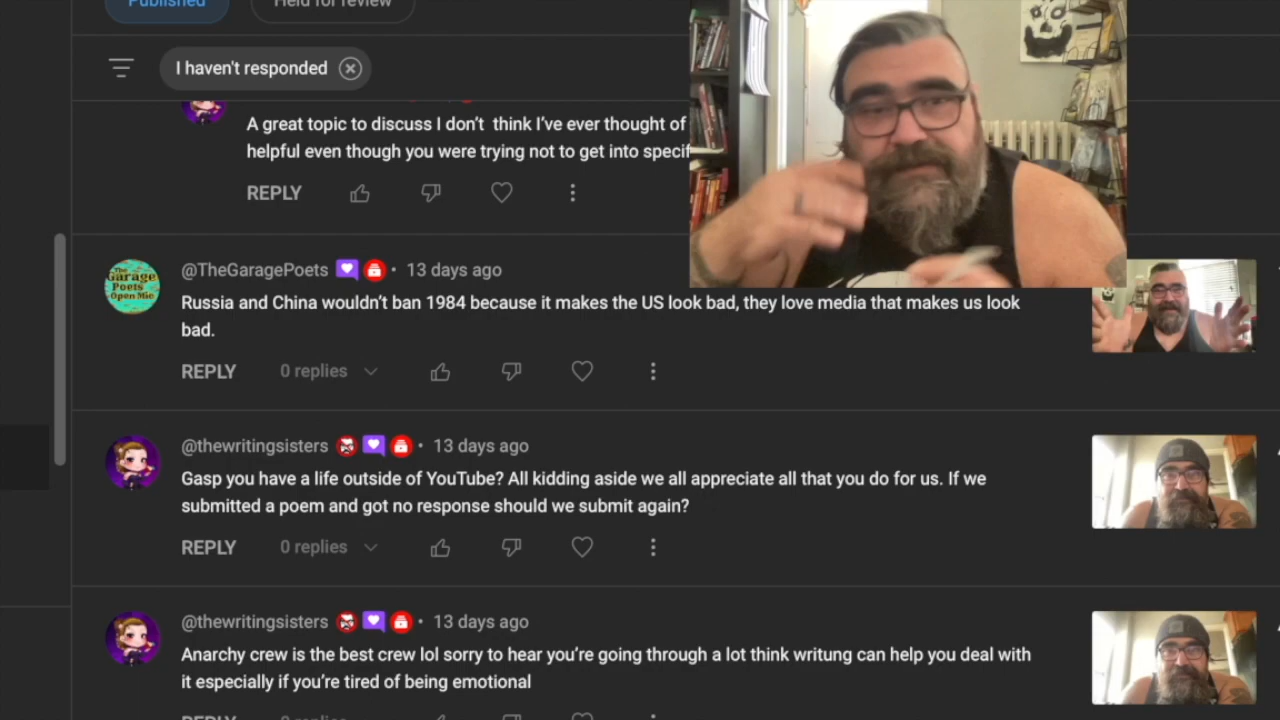 Published
Held for review
I haven't responded
A great topic to discuss I don't think I've ever thought of
helpful even though you were trying not to get into
REPLY
The
Garage
Poets
Open Mic
@TheGaragePoets • 13 days ago
Russia and China wouldn't ban 1984 because it makes the US look bad, they love media that makes us look
bad.
REPLY 0 replies
@thewritingsisters • 13 days ago
Gasp you have a life outside of YouTube? All kidding aside we all appreciate all that you do for us. If we
submitted a poem and got no response should we submit again?
REPLY 0 replies
@thewritingsisters • 13 days ago
Anarchy crew is the best crew lol sorry to hear you're going through a lot think writung can help you deal with
it especially if you're tired of being emotional
REPLY 0 replies